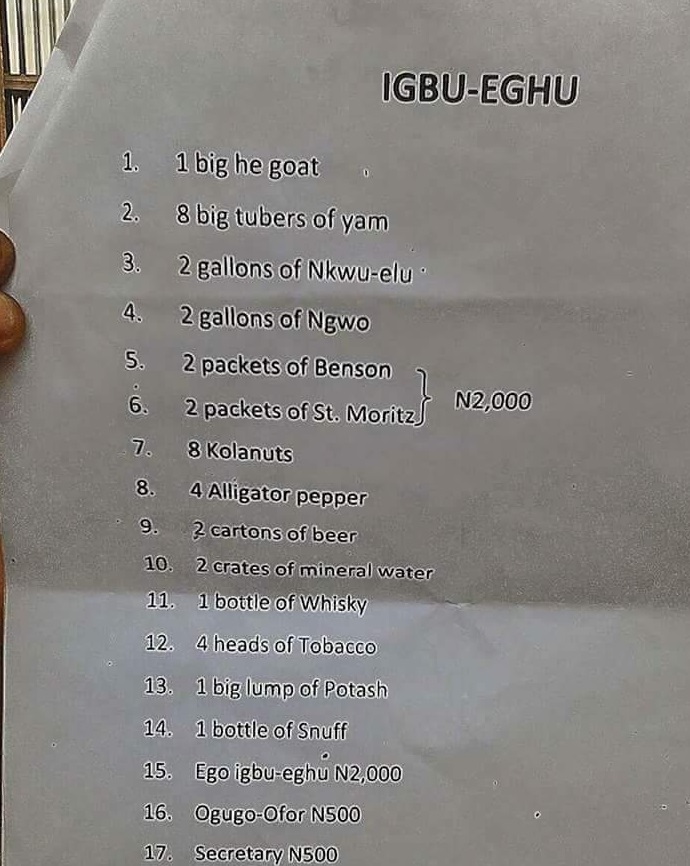 IGBU-EGHU
1. 1 big he goat
2. 8 big tubers of yam
3. 2 gallons of Nkwu-elu
4. 2 gallons of Ngwo
5. 2 packets of Benson
6. 2 packets of St. Moritz } N2,000
7. 8 Kolanuts
8. 4 Alligator pepper
9. 2 cartons of beer
10. 2 crates of mineral water
11. 1 bottle of Whisky
12. 4 heads of Tobacco
13. 1 big lump of Potash
14. 1 bottle of Snuff
15. Ego igbu-eghu N2,000
16. Ogugo-Ofor N500
17. Secretary N500